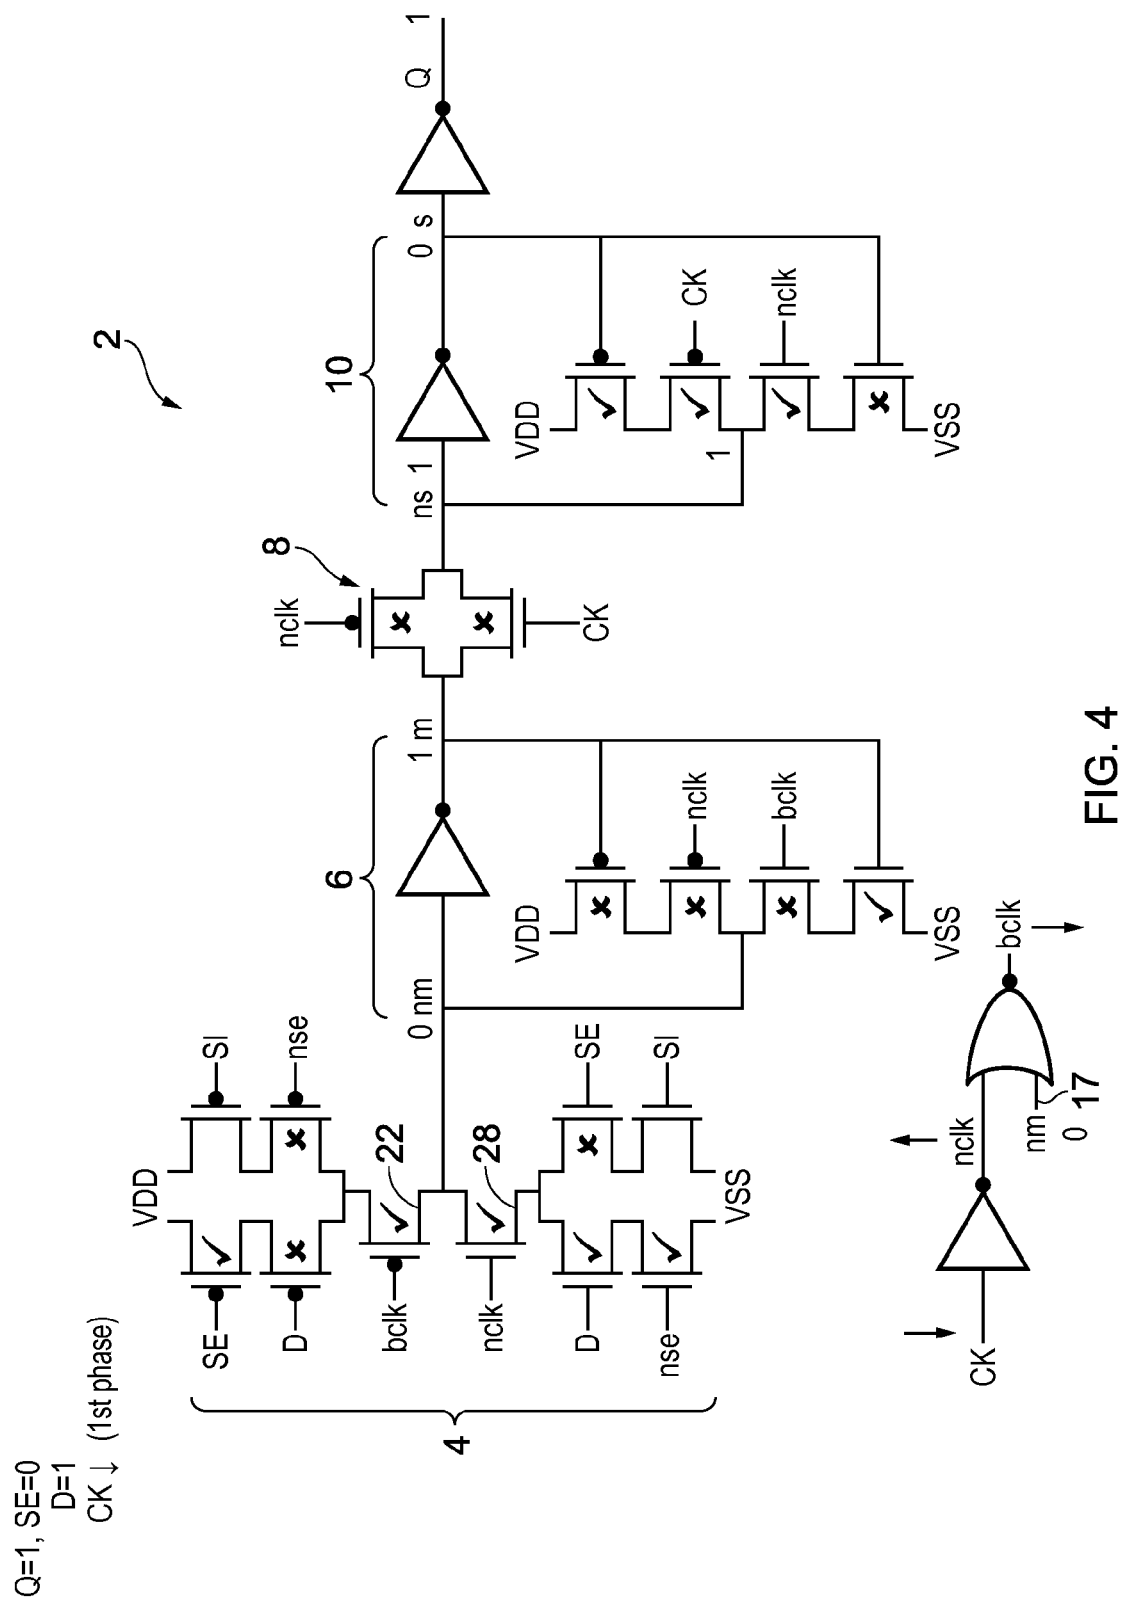 Q=1, SE=0
D=1
CK ↓ (1st phase)
2
4
VDD
SE
SI
D
nse
bclk
22
nclk
28
D
SE
nse
SI
VSS
6
0 nm
1 m
VDD
nclk
bclk
VSS
8
nclk
CK
10
ns 1
0 s
VDD
CK
1
nclk
VSS
Q 1
CK
nclk
nm
0
17
bclk
FIG. 4